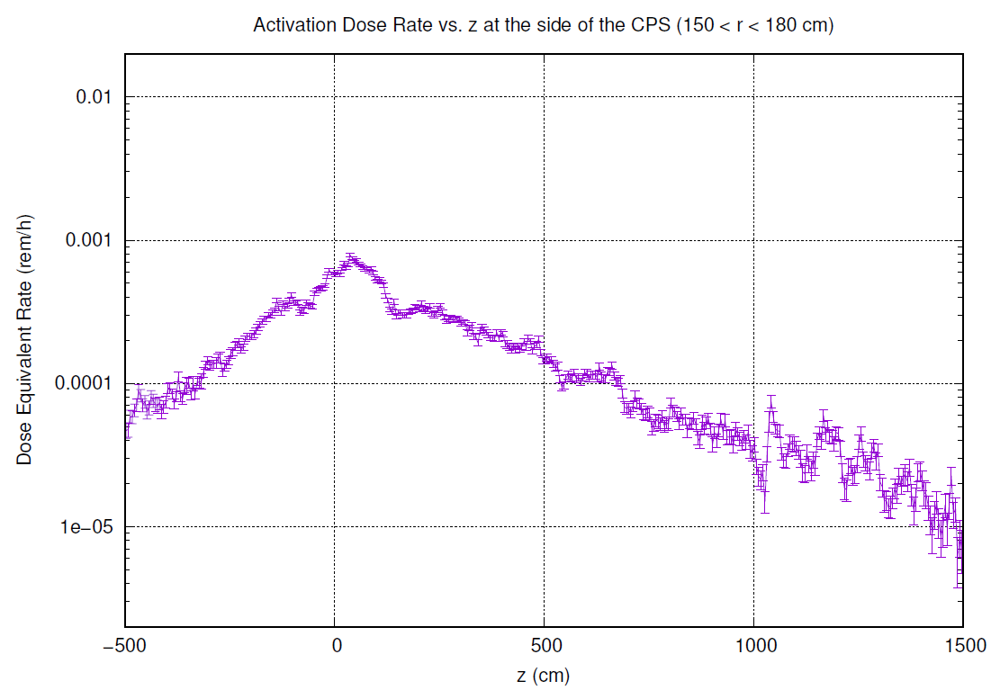 Activation Dose Rate vs. z at the side of the CPS (150 < r < 180 cm)
0.01
0.001
0.0001
1e−05
Dose Equivalent Rate (rem/h)
−500
0
500
1000
1500
z (cm)